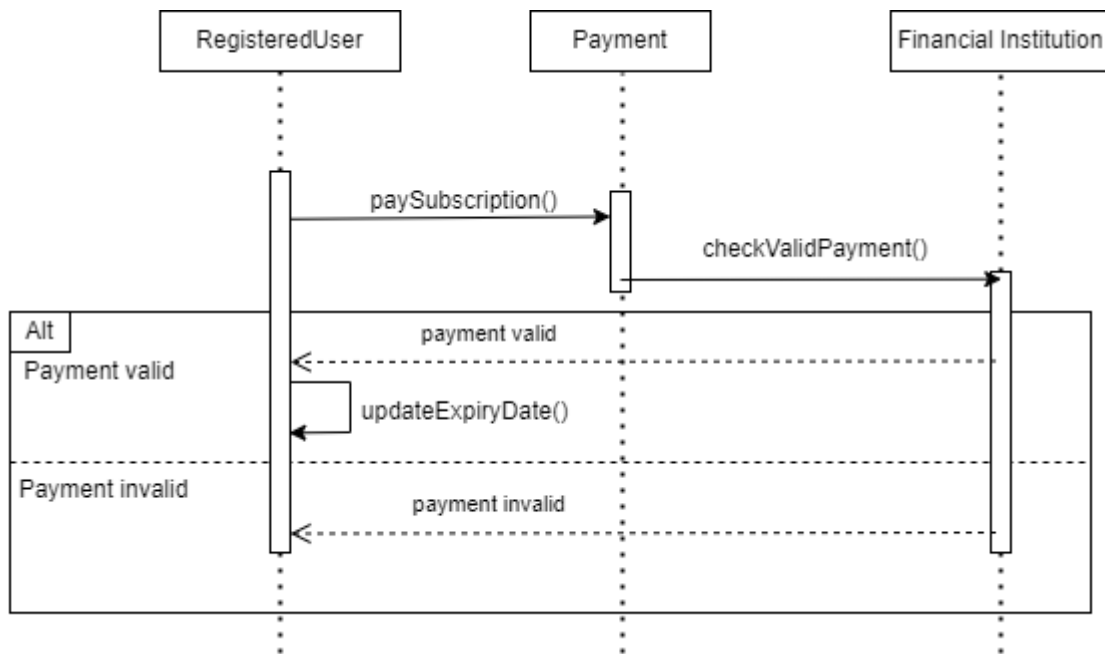 RegisteredUser
Payment
Financial Institution
paySubscription()
checkValidPayment()
Alt
payment valid
Payment valid
updateExpiryDate()
Payment invalid
payment invalid